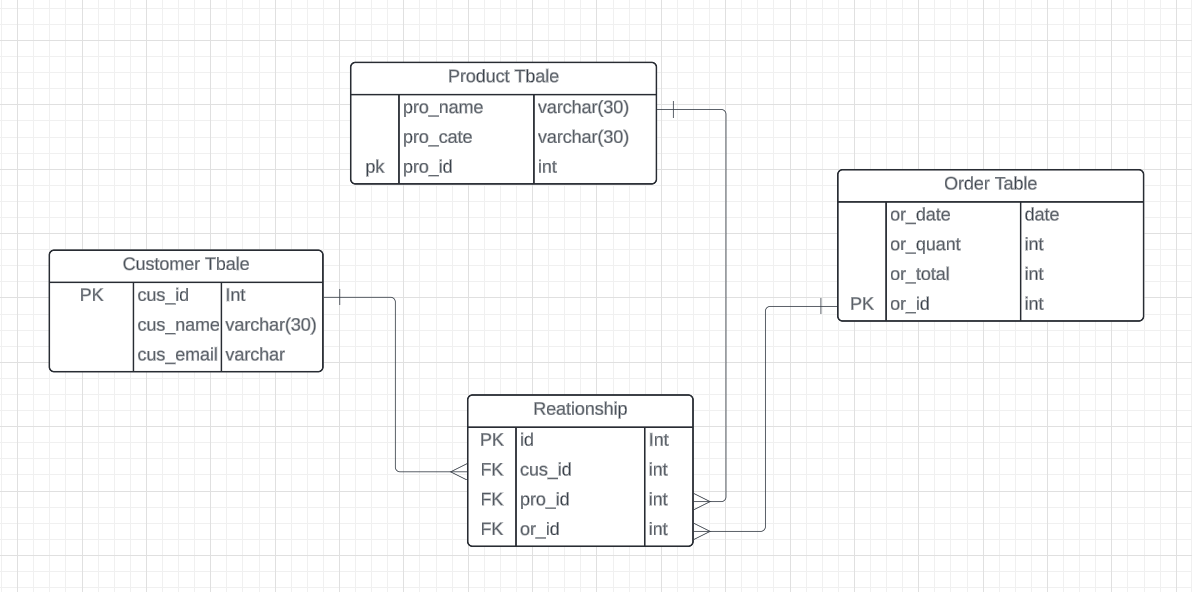 Product Tbale
pro_name varchar(30)
pro_cate varchar(30)
pk pro_id int
Order Table
or_date date
or_quant int
or_total int
PK or_id int
Customer Tbale
PK cus_id Int
cus_name varchar(30)
cus_email varchar
Reationship
PK id Int
FK cus_id int
FK pro_id int
FK or_id int